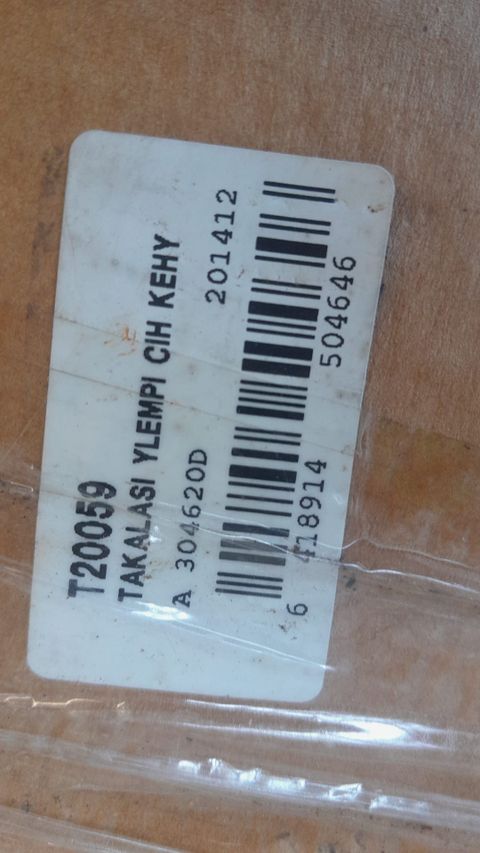 T20059
TAKALASI YLEMPI CIH KEHY
A 304620D 201412
6 418914 504646